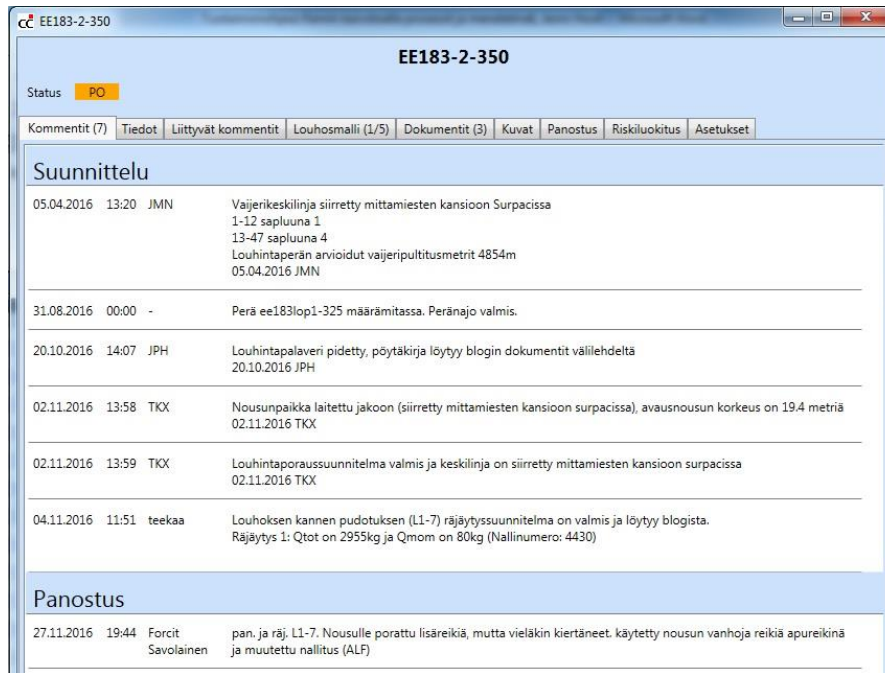 EE183-2-350
EE183-2-350
Status PO
Kommentit (7) Tiedot Liittyvät kommentit Louhosmalli (1/5) Dokumentit (3) Kuvat Panostus Riskiluokitus Asetukset
Suunnittelu
05.04.2016 13:20 JMN Vaijerikeskilinja siirretty mittamiesten kansioon Surpacissa
1-12 sapluuna 1
13-47 sapluuna 4
Louhintaperän arvioidut vaijeripultitusmetrit 4854m
05.04.2016 JMN
31.08.2016 00:00 - Perä ee183lop1-325 määrämitassa. Peränajo valmis.
20.10.2016 14:07 JPH Louhintapalaveri pidetty, pöytäkirja löytyy blogin dokumentit välilehdeltä
20.10.2016 JPH
02.11.2016 13:58 TKX Nousunpaikka laitettu jakoon (siirretty mittamiesten kansioon surpacissa), avausnousun korkeus on 19.4 metriä
02.11.2016 TKX
02.11.2016 13:59 TKX Louhintaporaussuunnitelma valmis ja keskilinja on siirretty mittamiesten kansioon surpacissa
02.11.2016 TKX
04.11.2016 11:51 teekaa Louhoksen kannen pudotuksen (L1-7) räjäytyssuunnitelma on valmis ja löytyy blogista.
Räjäytys 1: Qtot on 2955kg ja Qmom on 80kg (Nallinumero: 4430)
Panostus
27.11.2016 19:44 Forcit pan. ja räj. L1-7. Nousulle porattu lisäreikiä, mutta vieläkin kiertäneet. käytetty nousun vanhoja reikiä apureikinä
Savolainen ja muutettu nallitus (ALF)